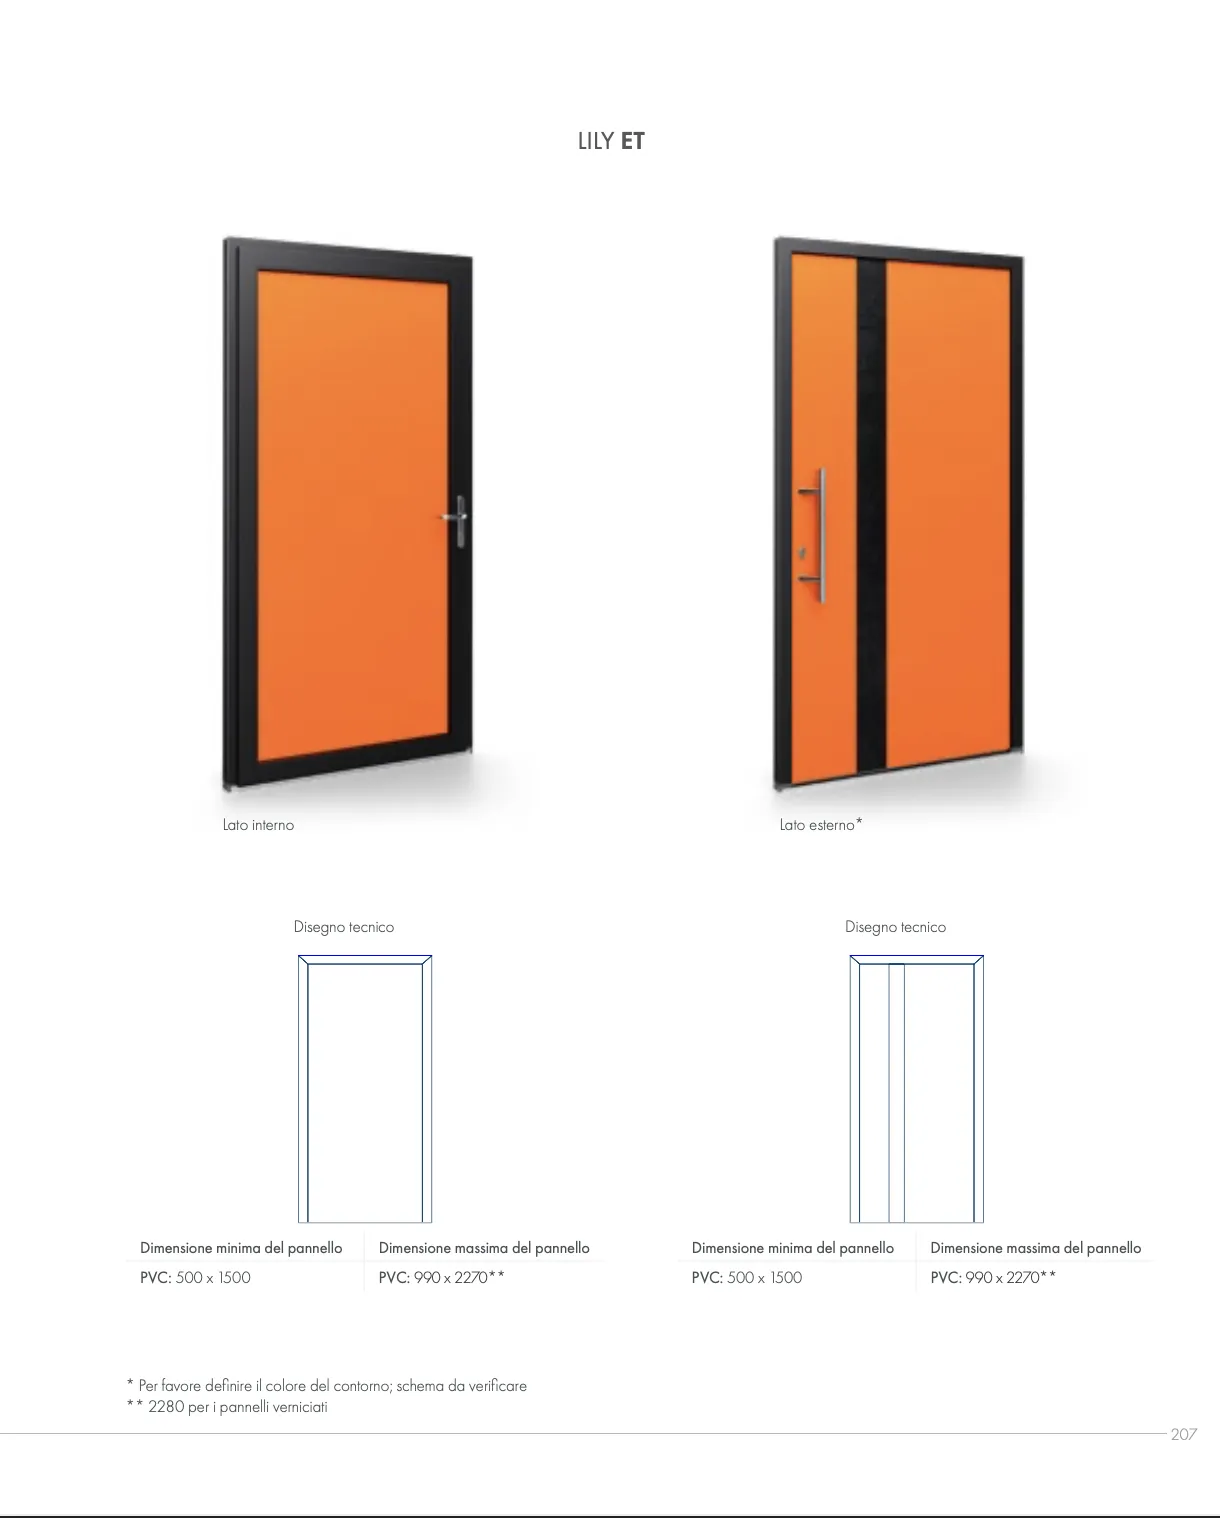 LILY ET
Lato interno
Lato esterno*
Disegno tecnico
Disegno tecnico
Dimensione minima del pannello
Dimensione massima del pannello
PVC: 500 x 1500
PVC: 990 x 2270**
Dimensione minima del pannello
Dimensione massima del pannello
PVC: 500 x 1500
PVC: 990 x 2270**
* Per favore definire il colore del contorno; schema da verificare
** 2280 per i pannelli verniciati
207